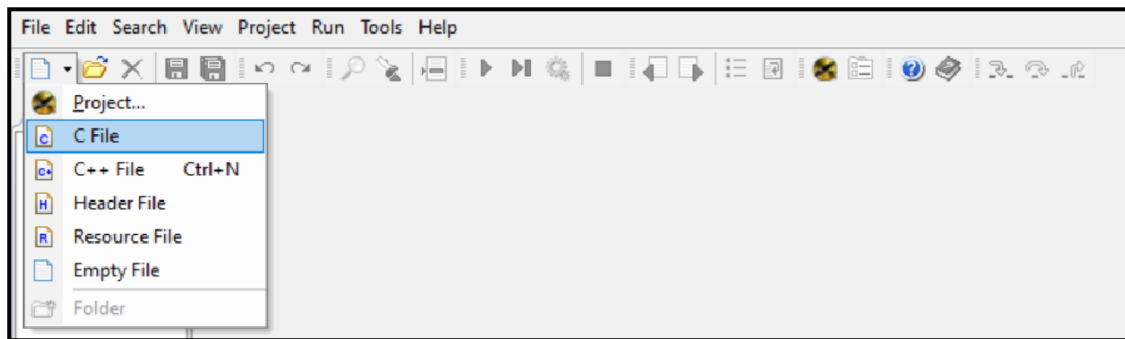 File Edit Search View Project Run Tools Help
Project...
C File
C++ File Ctrl+N
Header File
Resource File
Empty File
Folder